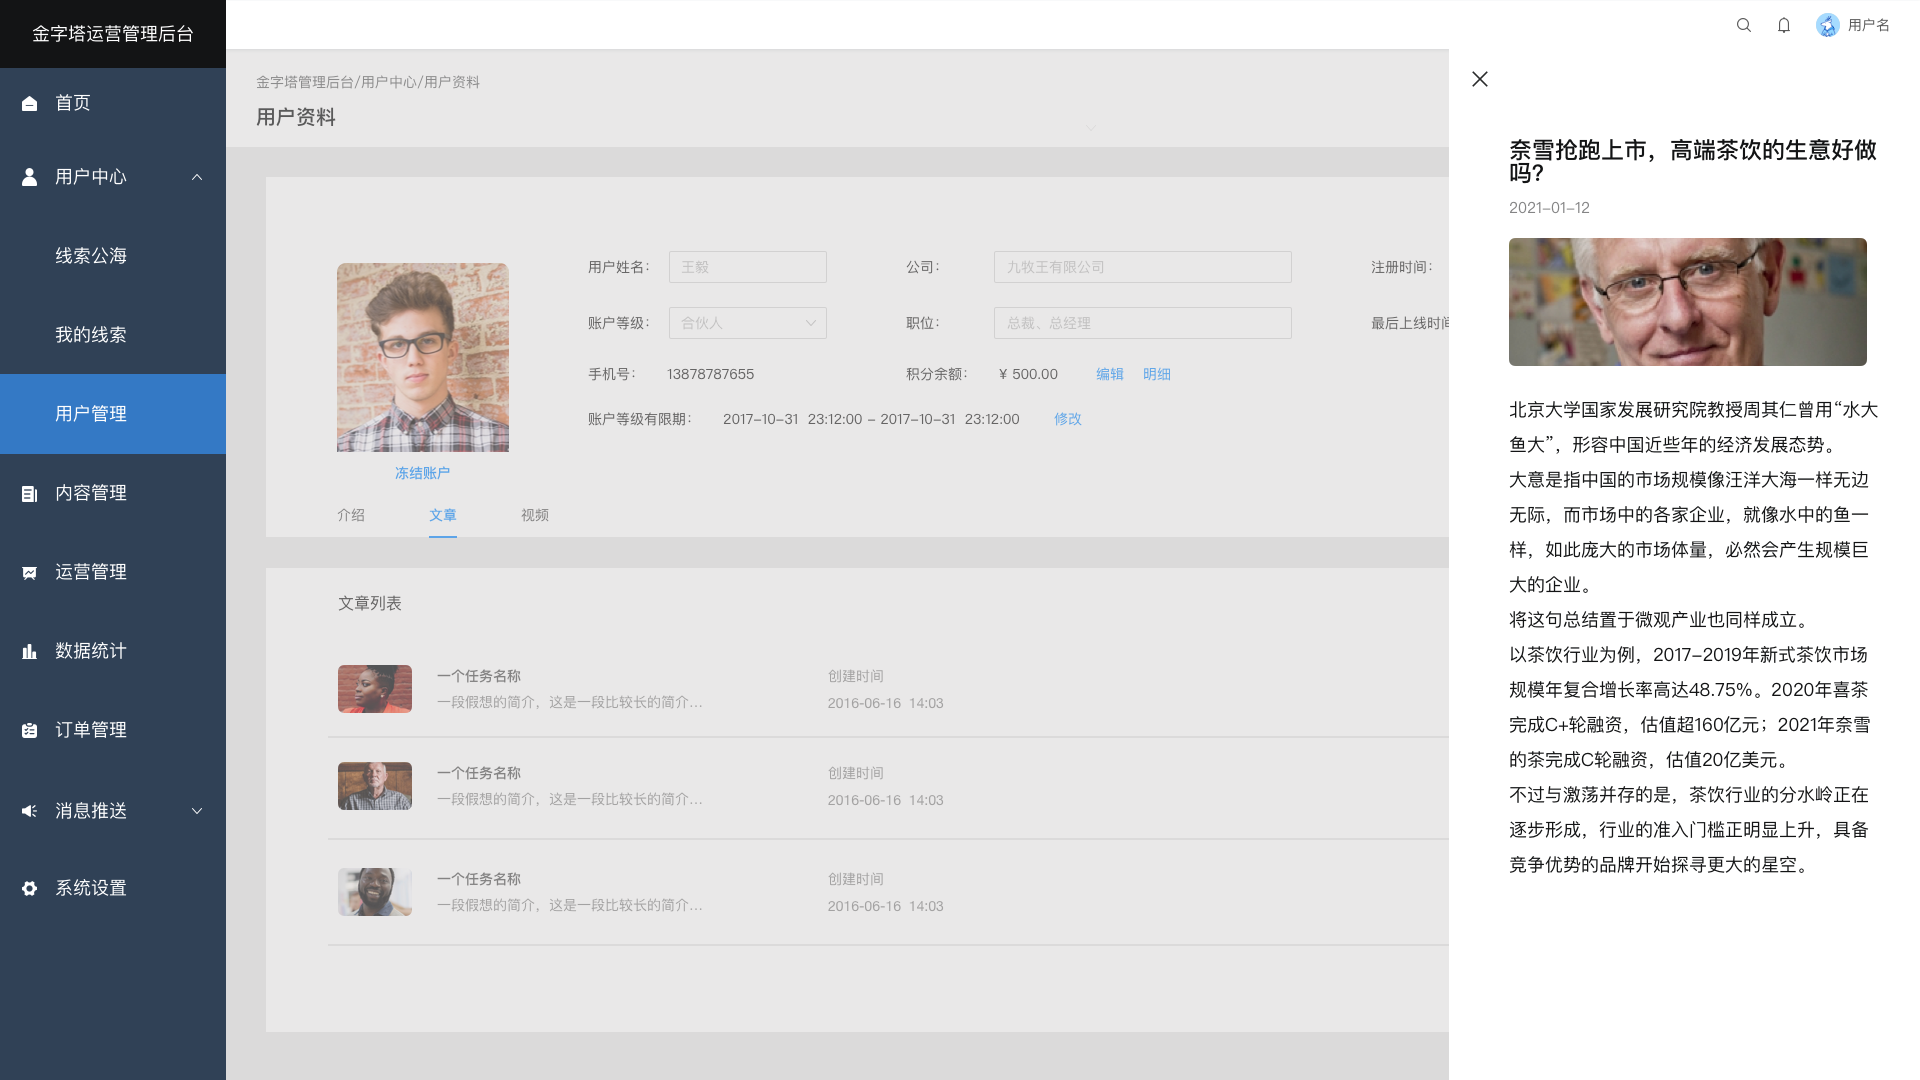 金字塔运营管理后台
首页
用户中心
线索公海
我的线索
用户管理
内容管理
运营管理
数据统计
订单管理
消息推送
系统设置
用户名
金字塔管理后台/用户中心/用户资料
用户资料
用户姓名: 王毅 公司: 九牧王有限公司 注册时间:
账户等级: 合伙人 职位: 总裁、总经理 最后上线时间
手机号: 13878787655 积分余额: ¥ 500.00 编辑 明细
账户等级有限期: 2017-10-31 23:12:00 - 2017-10-31 23:12:00 修改
冻结账户
介绍 文章 视频
文章列表
一个任务名称 创建时间
一段假想的简介，这是一段比较长的简介... 2016-06-16 14:03
一个任务名称 创建时间
一段假想的简介，这是一段比较长的简介... 2016-06-16 14:03
一个任务名称 创建时间
一段假想的简介，这是一段比较长的简介... 2016-06-16 14:03
奈雪抢跑上市，高端茶饮的生意好做
吗?
2021-01-12
北京大学国家发展研究院教授周其仁曾用“水大
鱼大”，形容中国近些年的经济发展态势。
大意是指中国的市场规模像汪洋大海一样无边
无际，而市场中的各家企业，就像水中的鱼一
样，如此庞大的市场体量，必然会产生规模巨
大的企业。
将这句总结置于微观产业也同样成立。
以茶饮行业为例，2017-2019年新式茶饮市场
规模年复合增长率高达48.75%。2020年喜茶
完成C+轮融资，估值超160亿元；2021年奈雪
的茶完成C轮融资，估值20亿美元。
不过与激荡并存的是，茶饮行业的分水岭正在
逐步形成，行业的准入门槛正明显上升，具备
竞争优势的品牌开始探寻更大的星空。